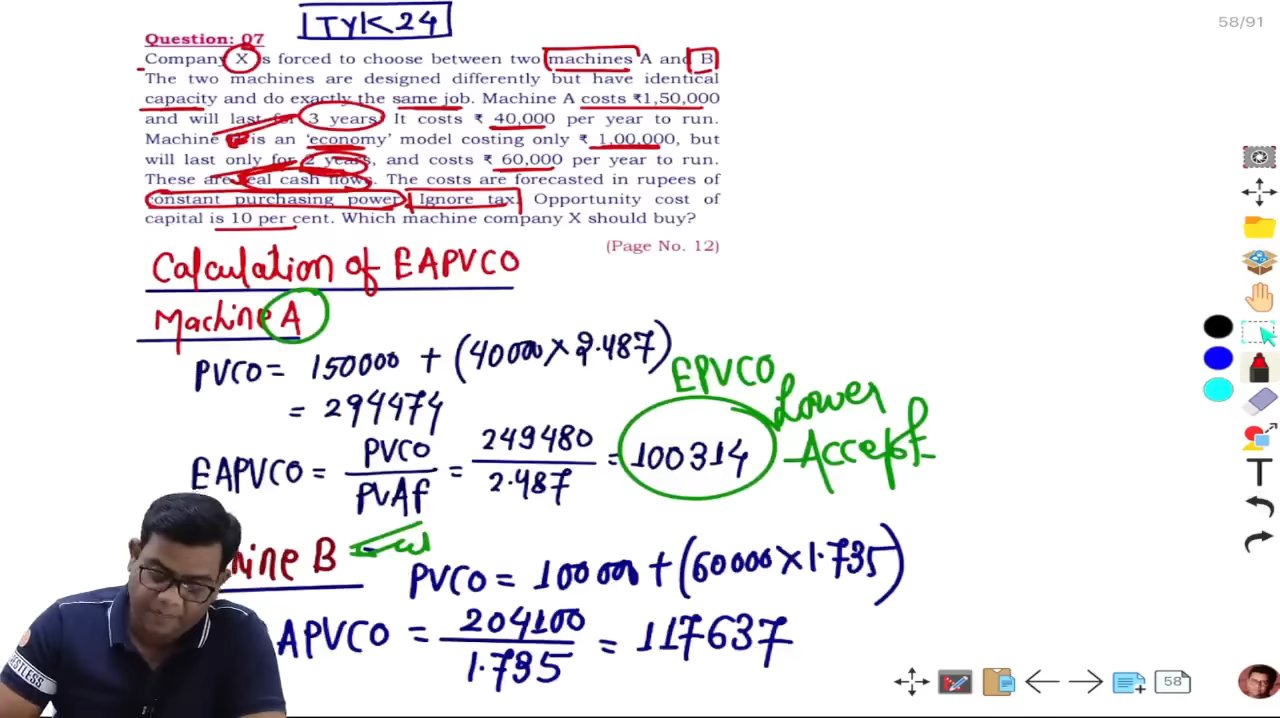 58/91
TYK 24
Question: 07
Company X is forced to choose between two machines A and B
The two machines are designed differently but have identical
capacity and do exactly the same job. Machine A costs ₹1,50,000
and will last for 3 years. It costs ₹ 40,000 per year to run.
Machine B is an ‘economy’ model costing only ₹ 1,00,000, but
will last only for 2 years, and costs ₹ 60,000 per year to run.
These are real cash flows. The costs are forecasted in rupees of
constant purchasing power. Ignore tax. Opportunity cost of
capital is 10 per cent. Which machine company X should buy?
(Page No. 12)
Calculation of EAPVCO
Machine A
PVCO = 150000 + (40000 × 2.487)
= 294474
EPVCO
Lower
Accept
EAPVCO = PVCO / PVAf = 249480 / 2.487 = 100314
hine B
PVCO = 100000 + (60000 × 1.735)
APVCO = 204100 / 1.735 = 117637
58